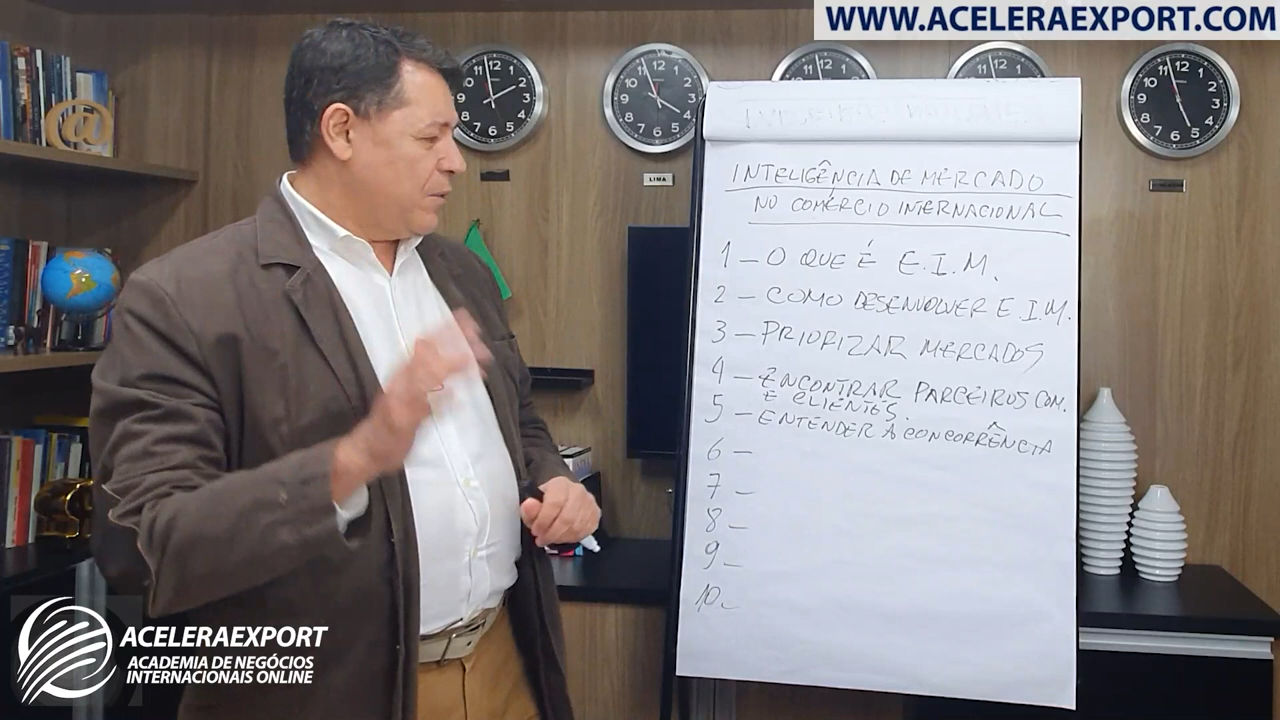 WWW.ACELERAEXPORT.COM
LIMA
INTELIGÊNCIA DE MERCADO
NO COMÉRCIO INTERNACIONAL
1 – O QUE É E.I.M.
2 – COMO DESENVOLVER E I.M.
3 – PRIORIZAR MERCADOS
4 – ENCONTRAR PARCEIROS COM.
E CLIENTES.
5 – ENTENDER A CONCORRÊNCIA
6 –
7 –
8 –
9 –
10 –
ACELERAEXPORT
ACADEMIA DE NEGÓCIOS
INTERNACIONAIS ONLINE